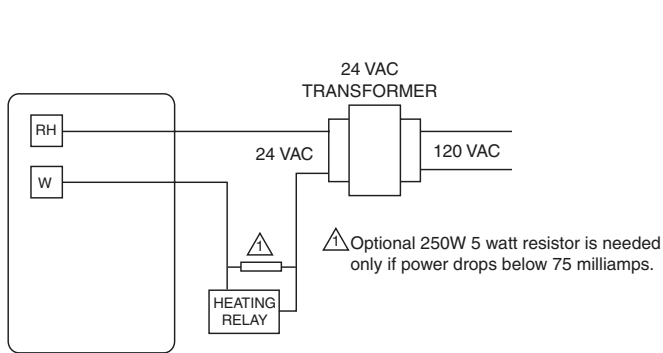 24 VAC
TRANSFORMER
RH
24 VAC
120 VAC
W
1
1 Optional 250W 5 watt resistor is needed
only if power drops below 75 milliamps.
HEATING
RELAY